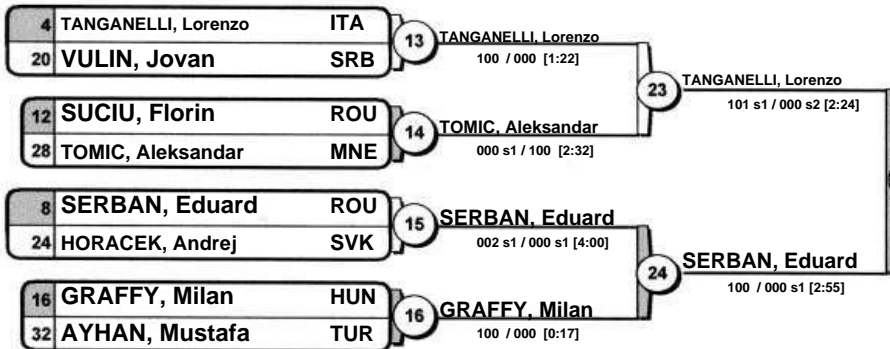 4 TANGANELLI, Lorenzo ITA
20 VULIN, Jovan SRB
13
TANGANELLI, Lorenzo
100 / 000 [1:22]
12 SUCIU, Florin ROU
28 TOMIC, Aleksandar MNE
14
TOMIC, Aleksandar
000 s1 / 100 [2:32]
23
TANGANELLI, Lorenzo
101 s1 / 000 s2 [2:24]
8 SERBAN, Eduard ROU
24 HORACEK, Andrej SVK
15
SERBAN, Eduard
002 s1 / 000 s1 [4:00]
16 GRAFFY, Milan HUN
32 AYHAN, Mustafa TUR
16
GRAFFY, Milan
100 / 000 [0:17]
24
SERBAN, Eduard
100 / 000 s1 [2:55]